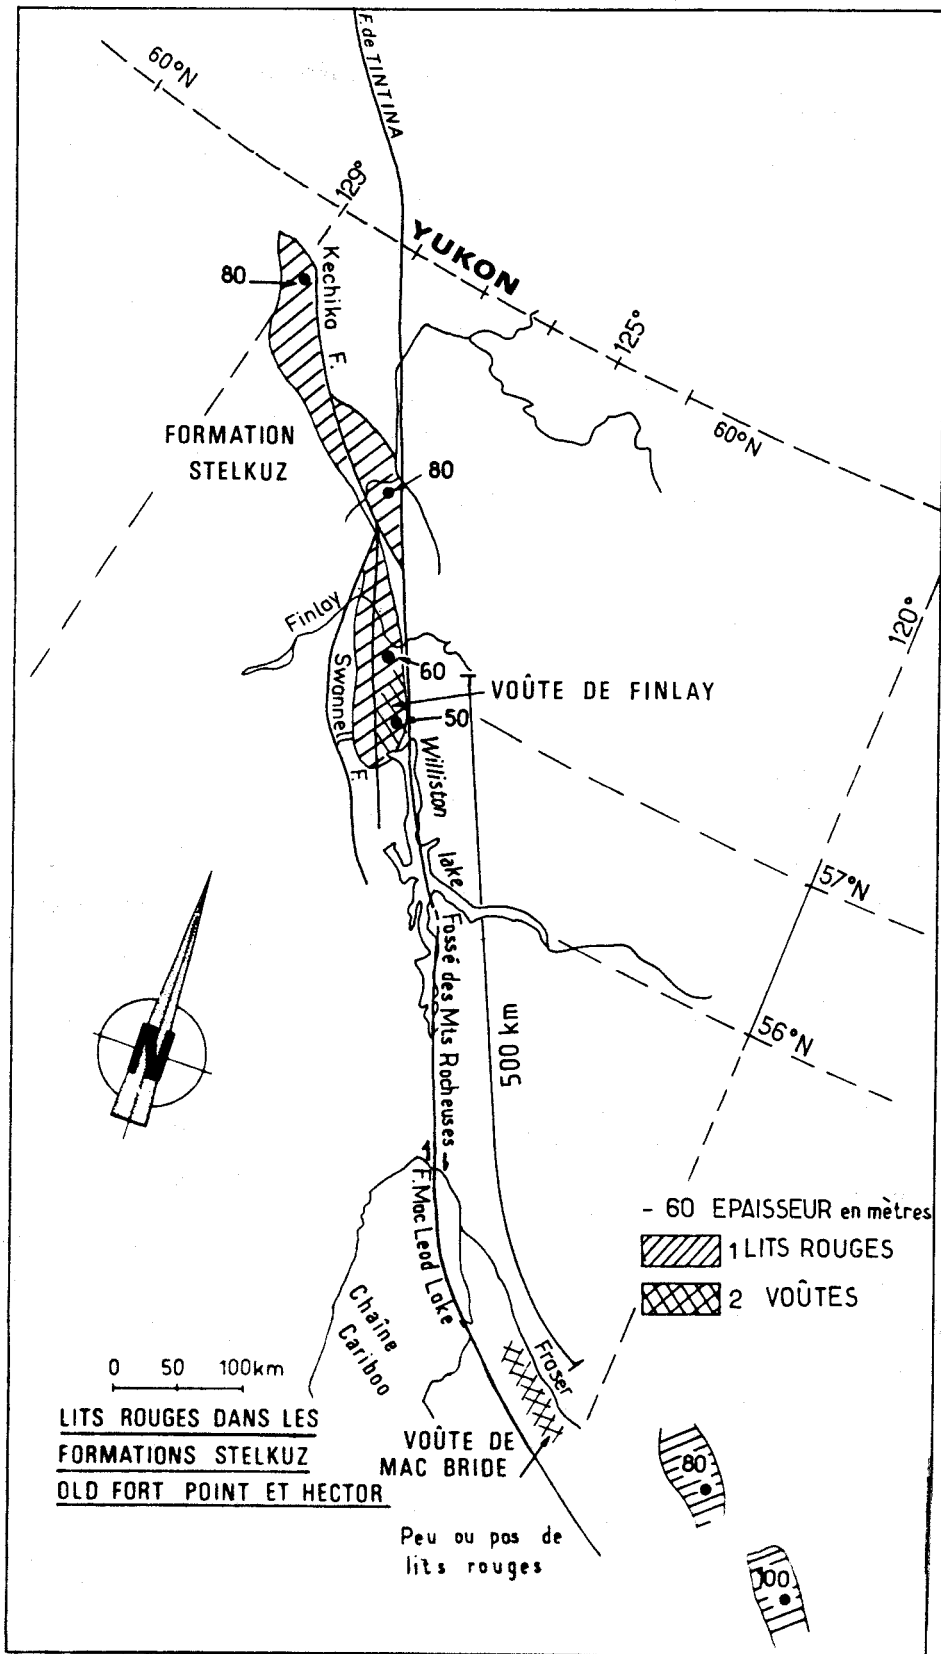 F. de TINTINA
60°N
129°
YUKON
80
Kechika F.
125°
60°N
FORMATION
STELKUZ
80
120°
Finlay
Swannell F.
60
VOÛTE DE FINLAY
50
Williston
lake
57°N
Fossé des Mts Rocheuses
56°N
500 km
N
F. Mac Leod Lake
- 60 EPAISSEUR en mètres
1 LITS ROUGES
2 VOÛTES
Chaîne
Cariboo
Fraser
0 50 100km
LITS ROUGES DANS LES
FORMATIONS STELKUZ
OLD FORT POINT ET HECTOR
VOÛTE DE
MAC BRIDE
80
Peu ou pas de
lits rouges
100